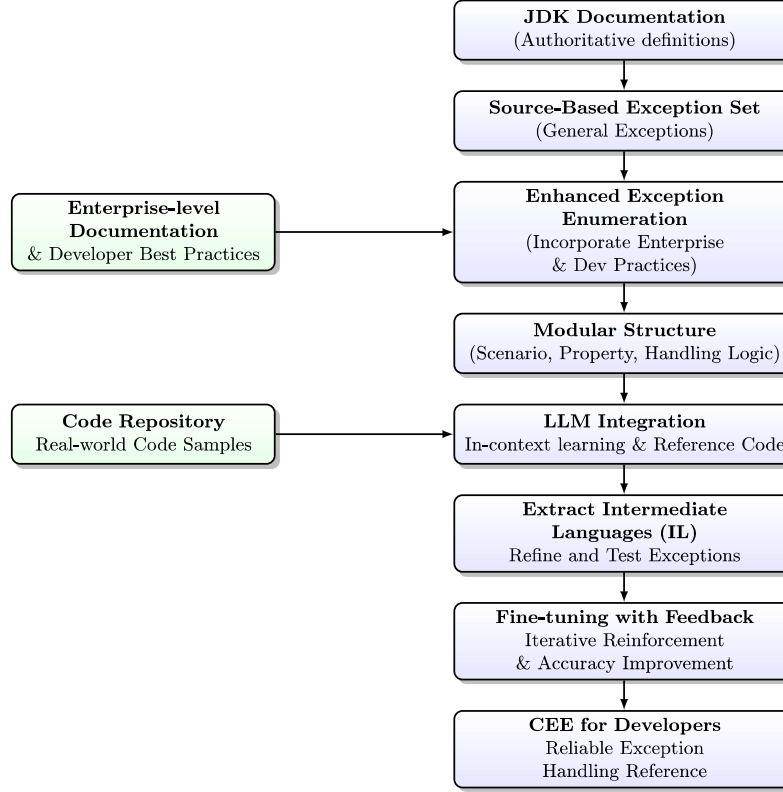 JDK Documentation
(Authoritative definitions)
Source-Based Exception Set
(General Exceptions)
Enterprise-level
Documentation
& Developer Best Practices
Enhanced Exception
Enumeration
(Incorporate Enterprise
& Dev Practices)
Modular Structure
(Scenario, Property, Handling Logic)
Code Repository
Real-world Code Samples
LLM Integration
In-context learning & Reference Code
Extract Intermediate
Languages (IL)
Refine and Test Exceptions
Fine-tuning with Feedback
Iterative Reinforcement
& Accuracy Improvement
CEE for Developers
Reliable Exception
Handling Reference